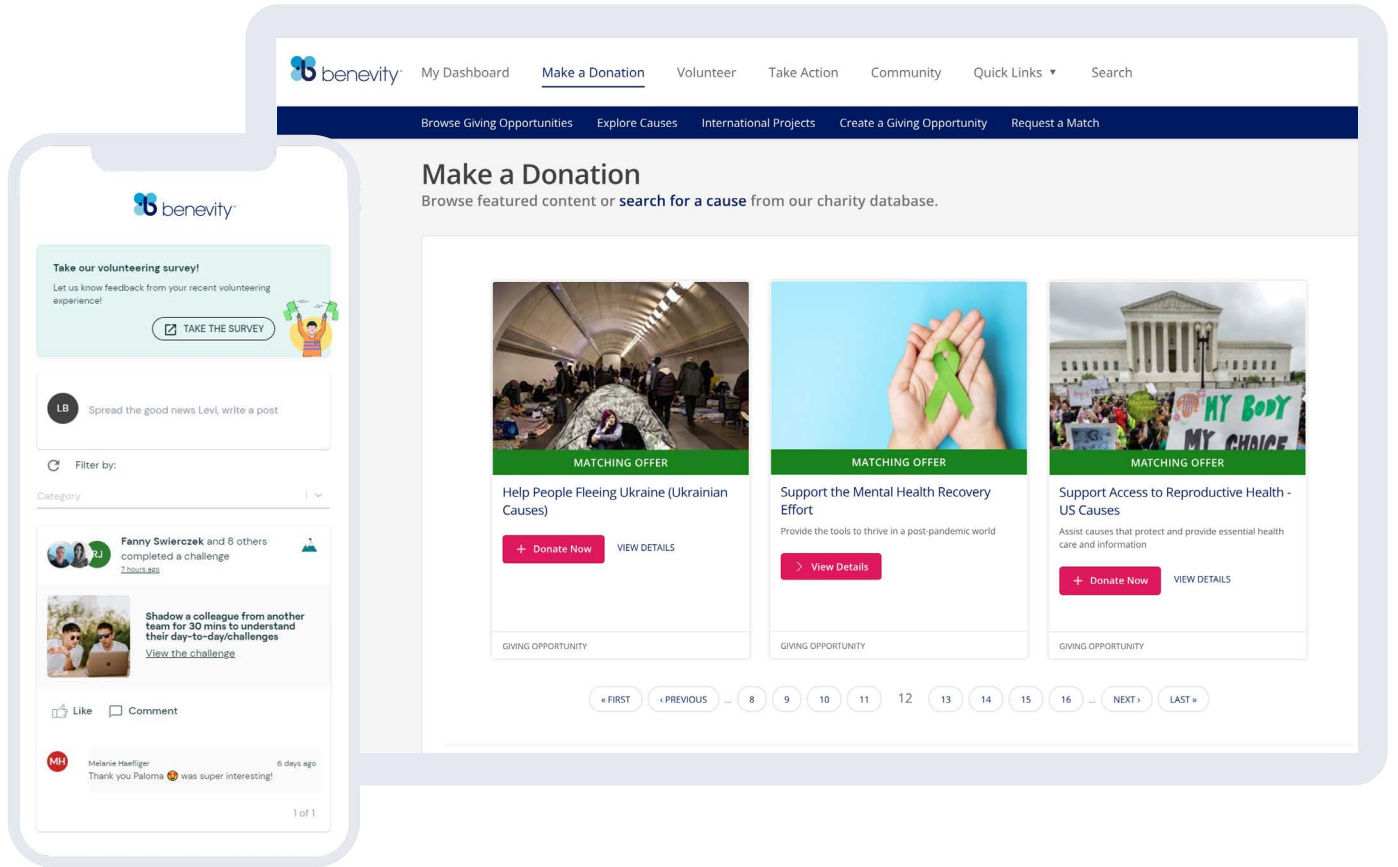 benevity
My Dashboard
Make a Donation
Volunteer
Take Action
Community
Quick Links ▼
Search
Browse Giving Opportunities
Explore Causes
International Projects
Create a Giving Opportunity
Request a Match
Make a Donation
Browse featured content or search for a cause from our charity database.
MATCHING OFFER
Help People Fleeing Ukraine (Ukrainian
Causes)
+ Donate Now
VIEW DETAILS
GIVING OPPORTUNITY
MATCHING OFFER
Support the Mental Health Recovery
Effort
Provide the tools to thrive in a post-pandemic world
> View Details
GIVING OPPORTUNITY
MY BODY
MY CHOICE
MATCHING OFFER
Support Access to Reproductive Health -
US Causes
Assist causes that protect and provide essential health
care and information
+ Donate Now
VIEW DETAILS
GIVING OPPORTUNITY
« FIRST ‹ PREVIOUS ... 8 9 10 11 12 13 14 15 16 ... NEXT › LAST »
benevity
Take our volunteering survey!
Let us know feedback from your recent volunteering
experience!
TAKE THE SURVEY
LB
Spread the good news Levi, write a post
Filter by:
Category
RJ
Fanny Swierczek and 8 others
completed a challenge
7 hours ago
Shadow a colleague from another
team for 30 mins to understand
their day-to-day/challenges
View the challenge
Like
Comment
MH
Melanie Haefliger
6 days ago
Thank you Paloma 🤩 was super interesting!
1 of 1